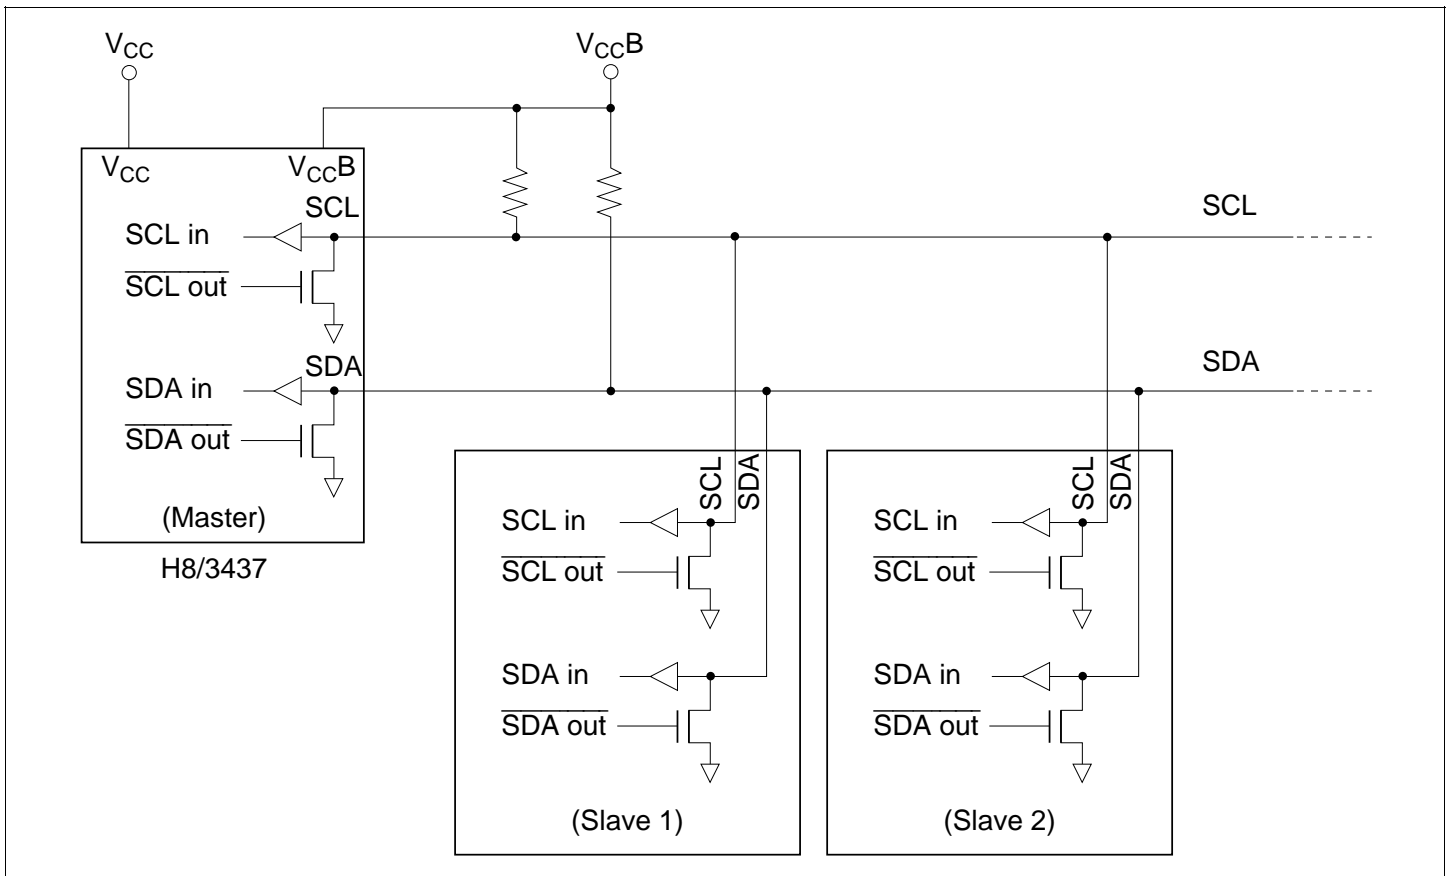 VCC VCCB
VCC VCCB
SCL
SCL
SCL in
SCL out
SDA
SDA
SDA in
SDA out
(Master)
H8/3437
SCL SDA
SCL SDA
SCL in
SCL in
SCL out
SCL out
SDA in
SDA in
SDA out
SDA out
(Slave 1)
(Slave 2)